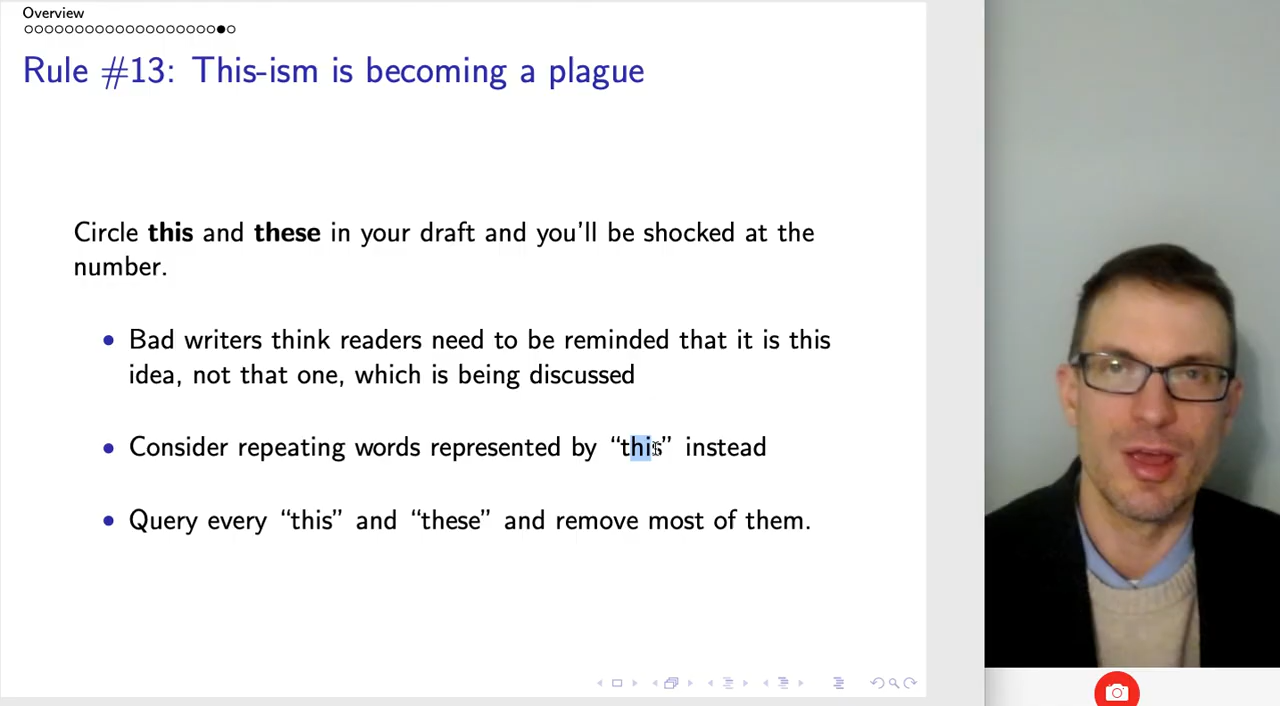 Overview
Rule #13: This-ism is becoming a plague
Circle this and these in your draft and you'll be shocked at the
number.
Bad writers think readers need to be reminded that it is this
idea, not that one, which is being discussed
Consider repeating words represented by “this” instead
Query every “this” and “these” and remove most of them.